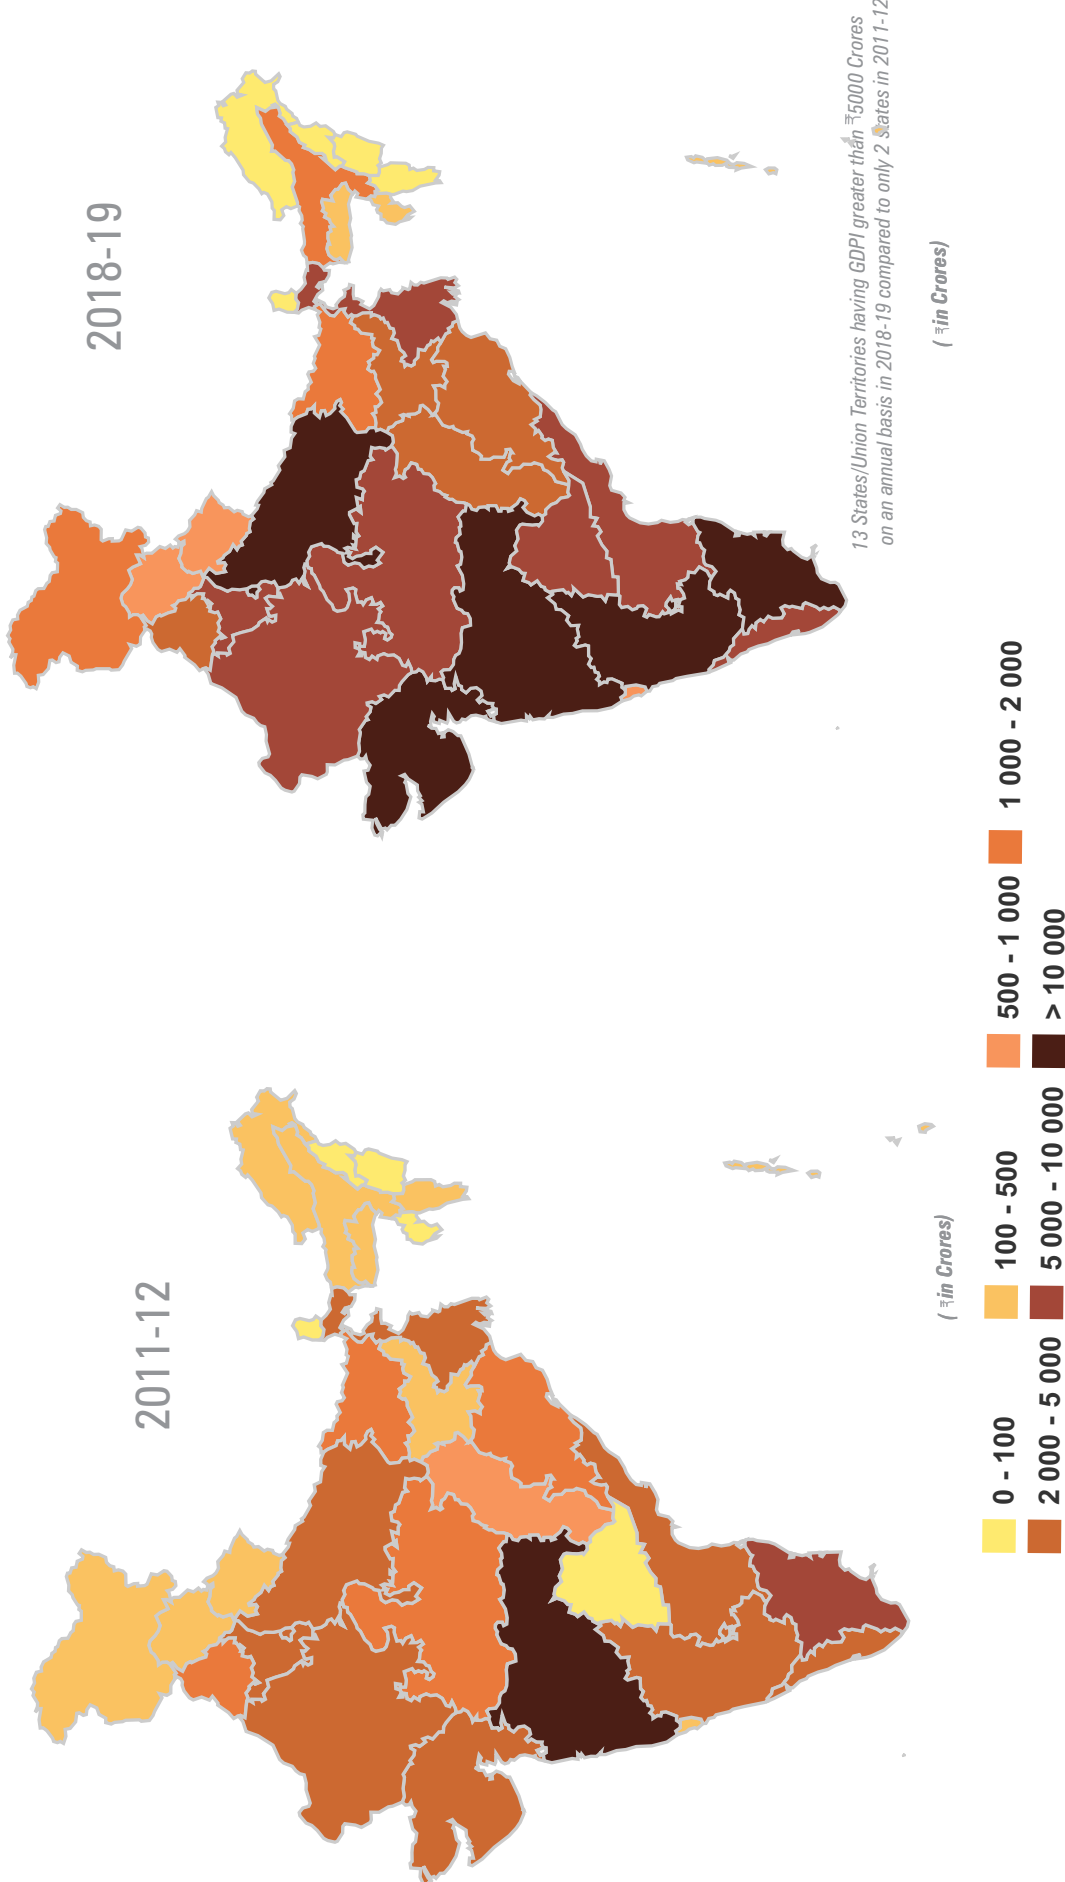 2011-12
2018-19
13 States/Union Territories having GDPI greater than ₹5000 Crores
on an annual basis in 2018-19 compared to only 2 states in 2011-12
( ₹in Crores)
( ₹in Crores)
0 - 100
100 - 500
500 - 1 000
1 000 - 2 000
2 000 - 5 000
5 000 - 10 000
> 10 000